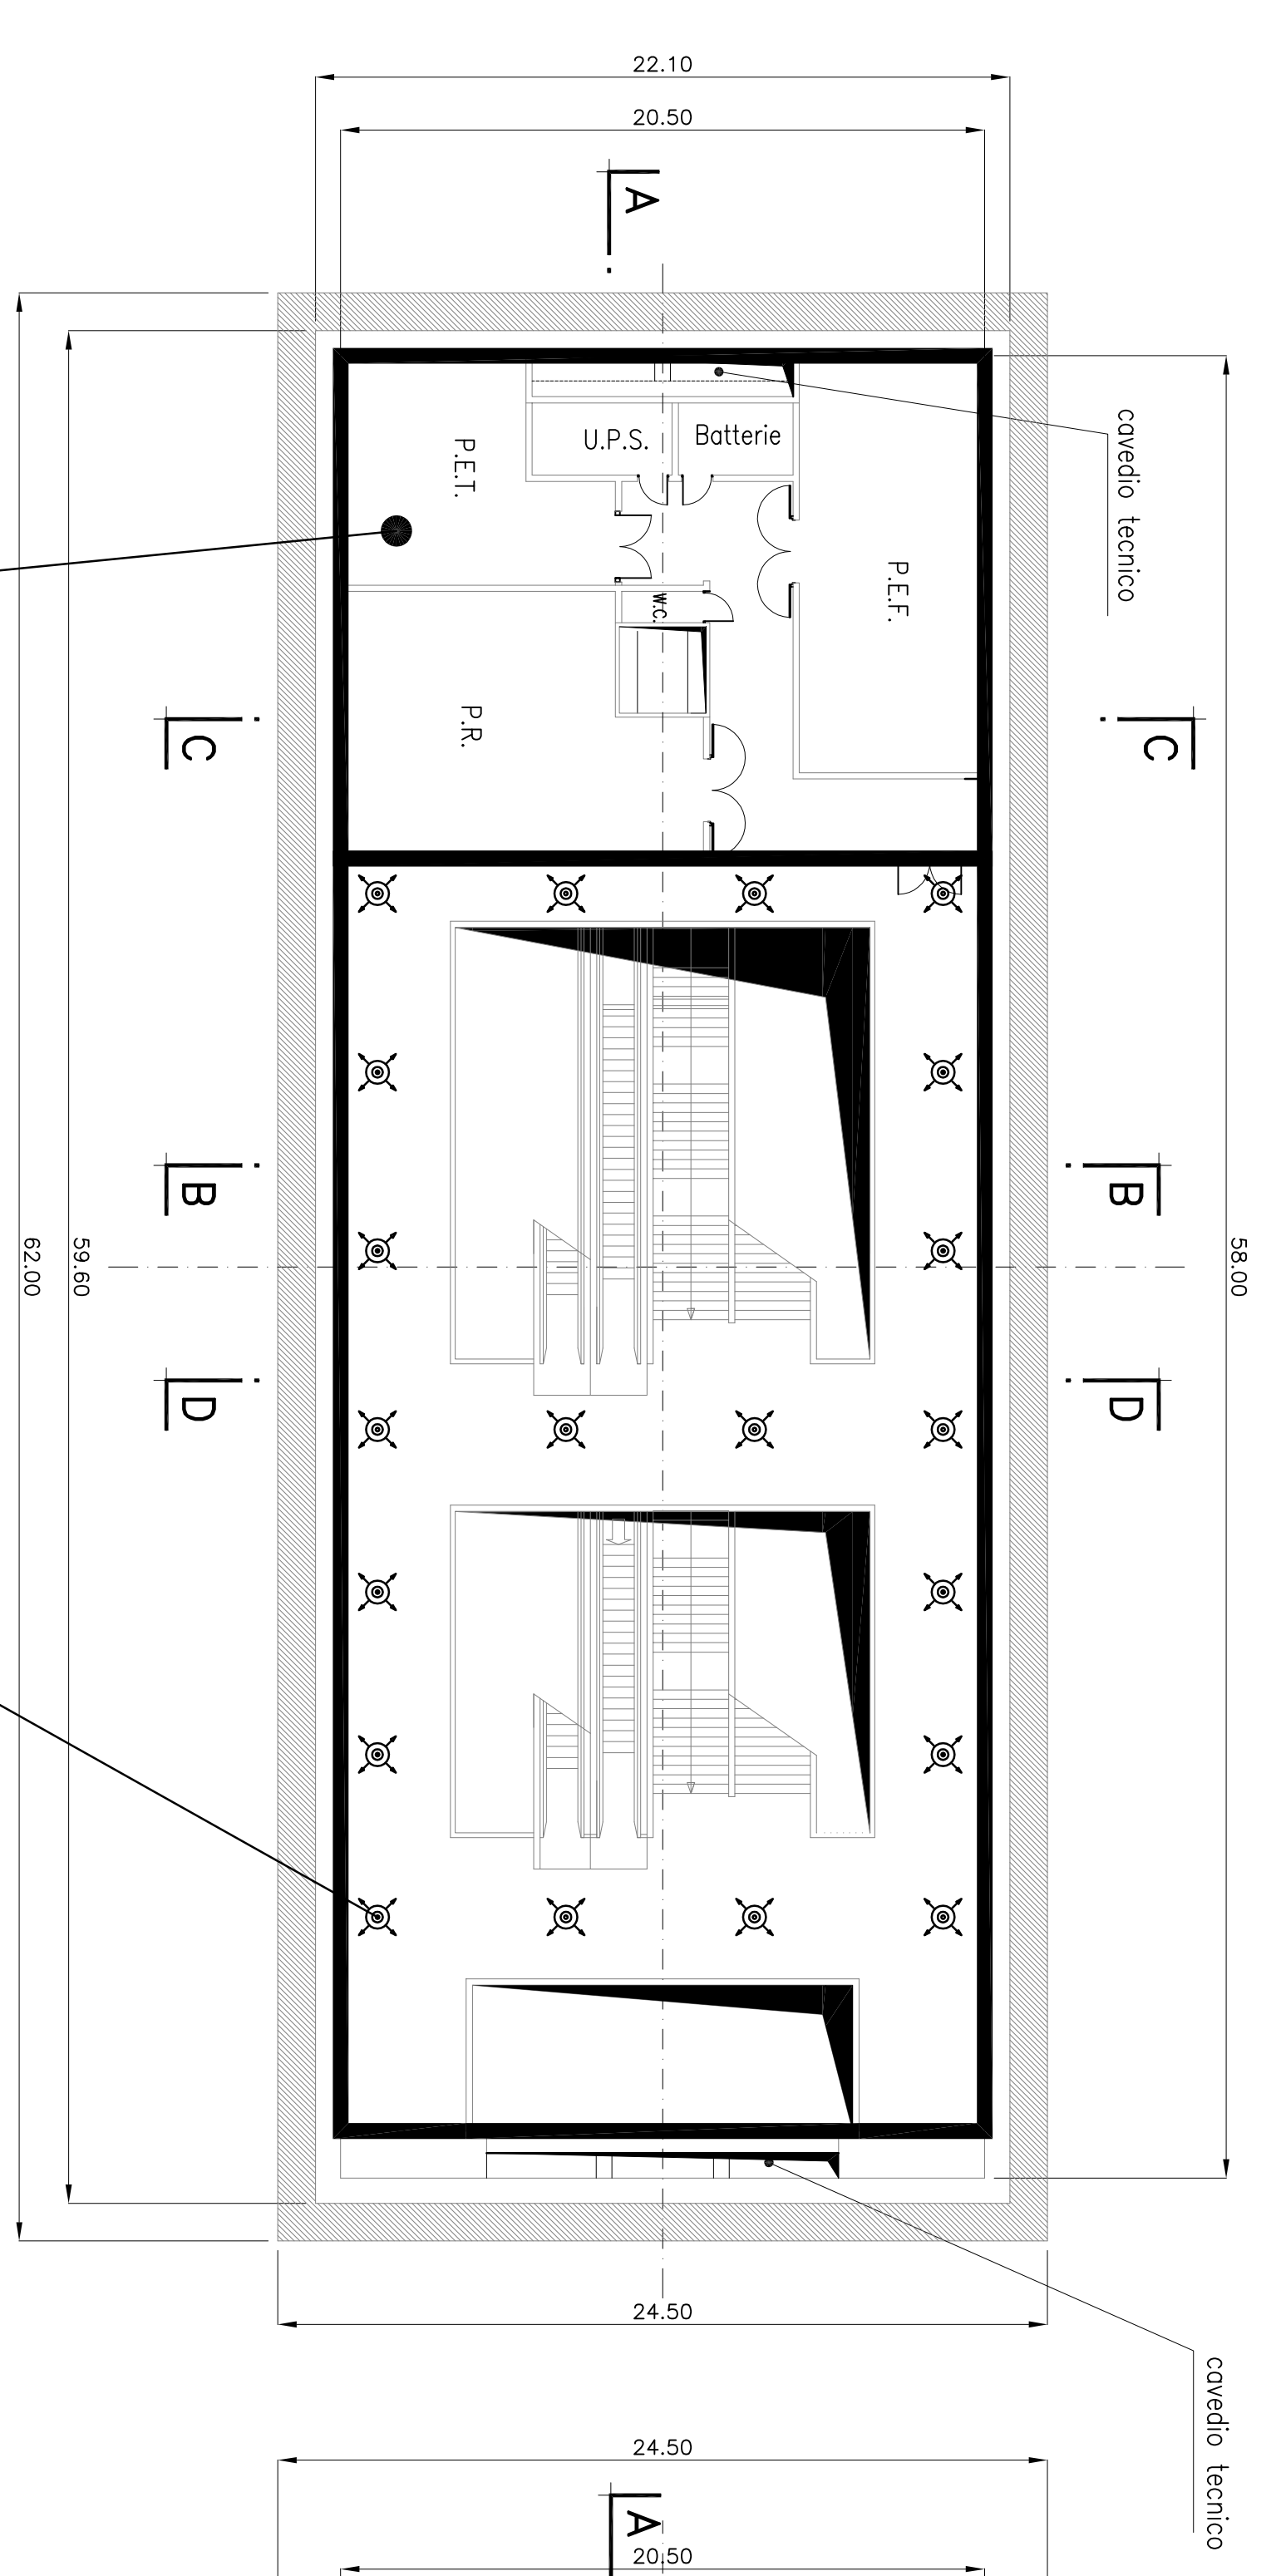 22.10
20.50
A
cavedio tecnico
U.P.S.
Batterie
P.E.T.
P.E.F.
W.C.
P.R.
C
C
B
B
58.00
59.60
62.00
D
D
24.50
cavedio tecnico
24.50
A
20.50